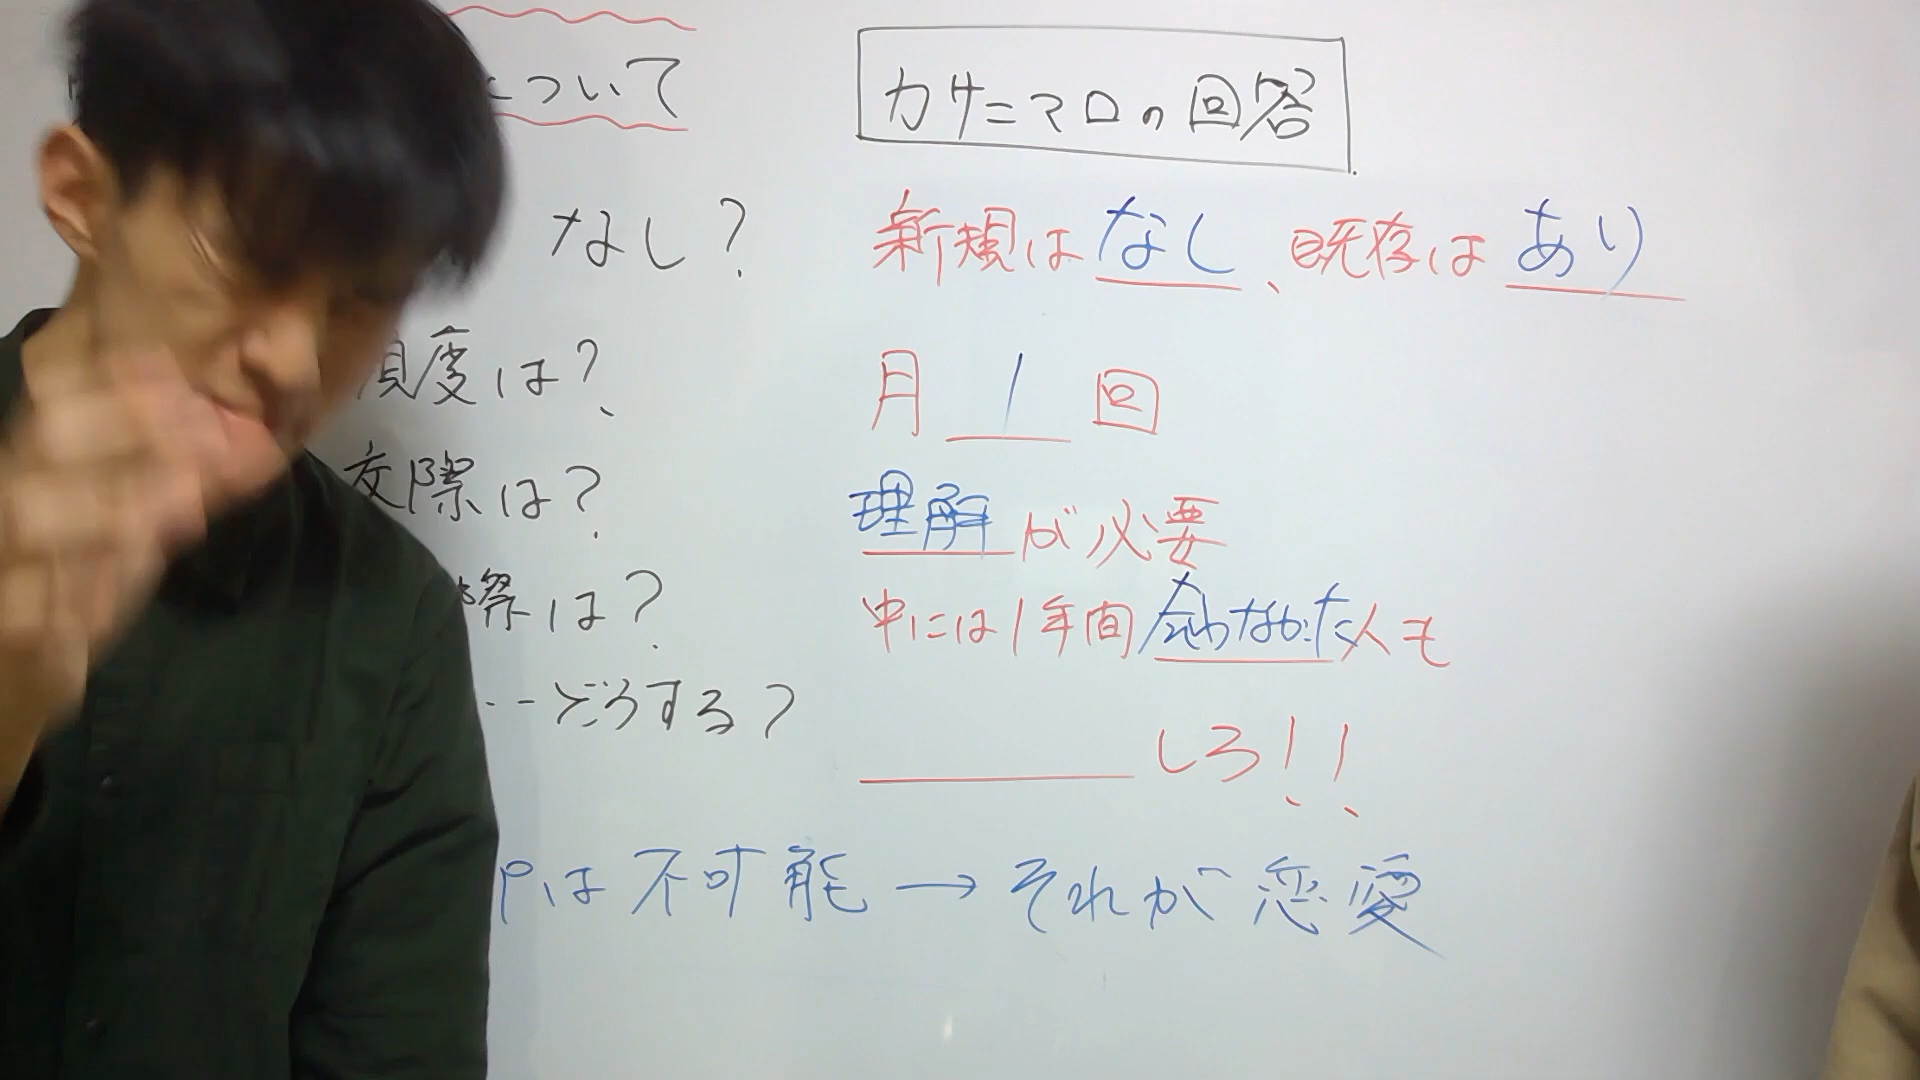 について
カサニマロの回答
なし?
新規はなし、既存はあり
頻度は?
月1回
交際は?
理解が必要
際は?
中には1年間会わなかった人も
…どうする?
しろ!!
は不可能→それが恋愛